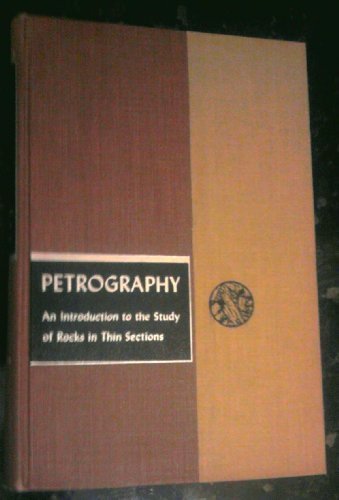 PETROGRAPHY
An Introduction to the Study
of Rocks in Thin Sections